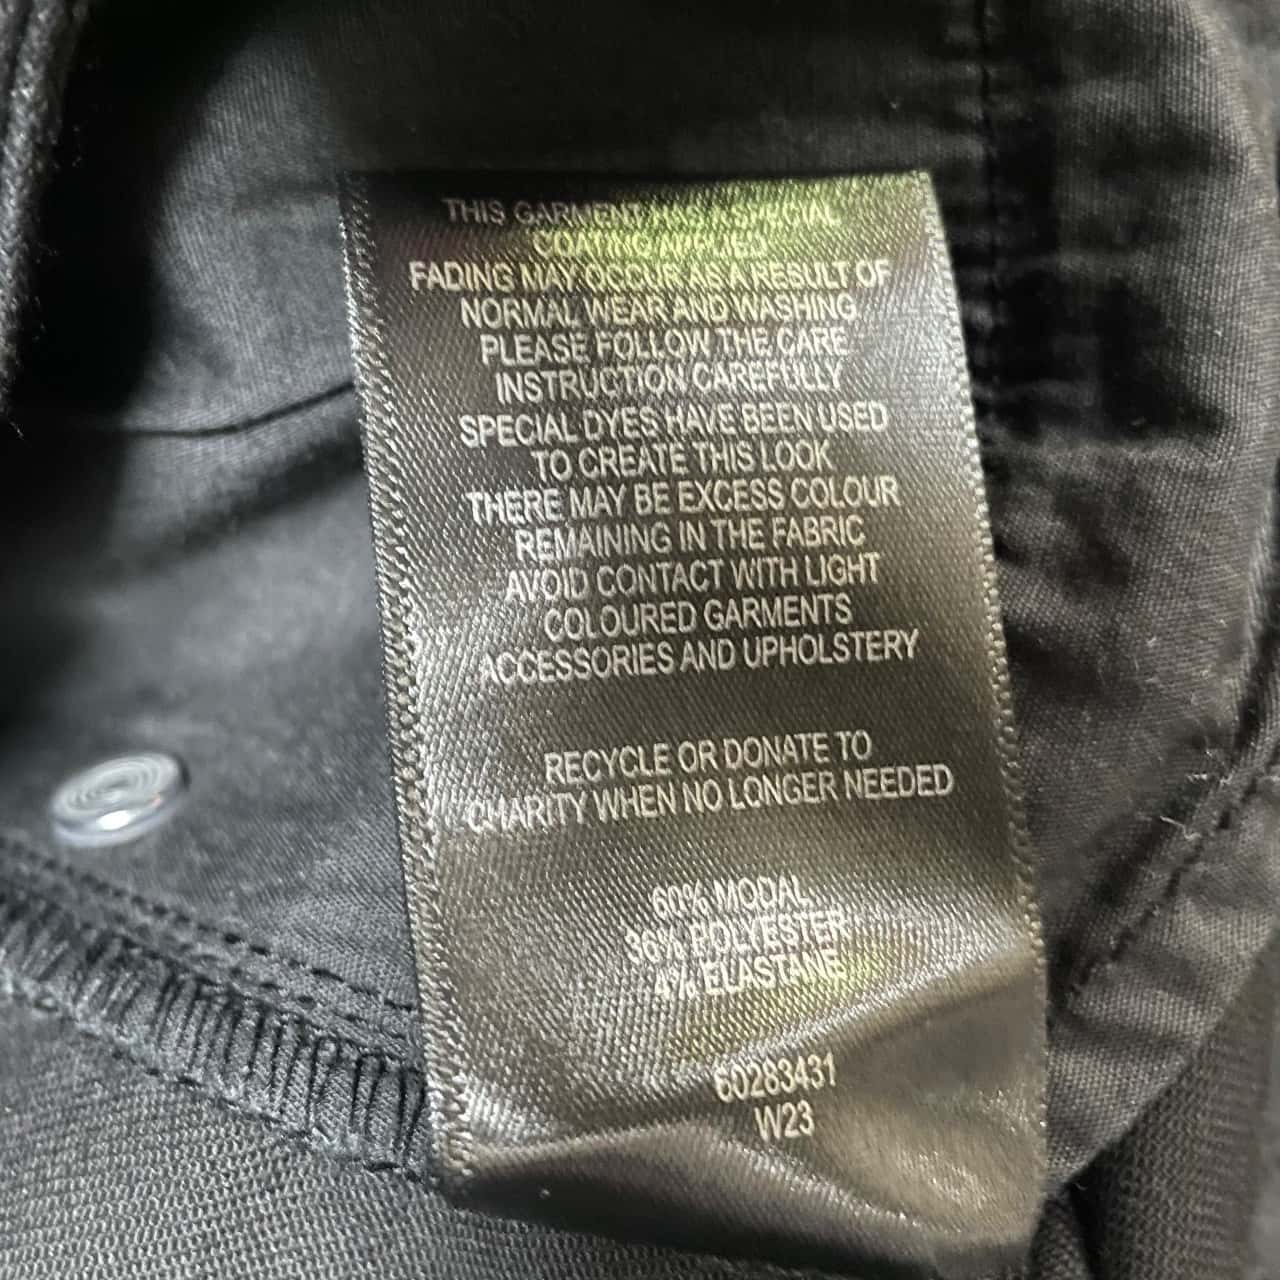 THIS GARMENT HAS A SPECIAL
COATING APPLIED
FADING MAY OCCUR AS A RESULT OF
NORMAL WEAR AND WASHING
PLEASE FOLLOW THE CARE
INSTRUCTION CAREFULLY
SPECIAL DYES HAVE BEEN USED
TO CREATE THIS LOOK
THERE MAY BE EXCESS COLOUR
REMAINING IN THE FABRIC
AVOID CONTACT WITH LIGHT
COLOURED GARMENTS
ACCESSORIES AND UPHOLSTERY
RECYCLE OR DONATE TO
CHARITY WHEN NO LONGER NEEDED
60% MODAL
36% POLYESTER
4% ELASTANE
60283431
W23